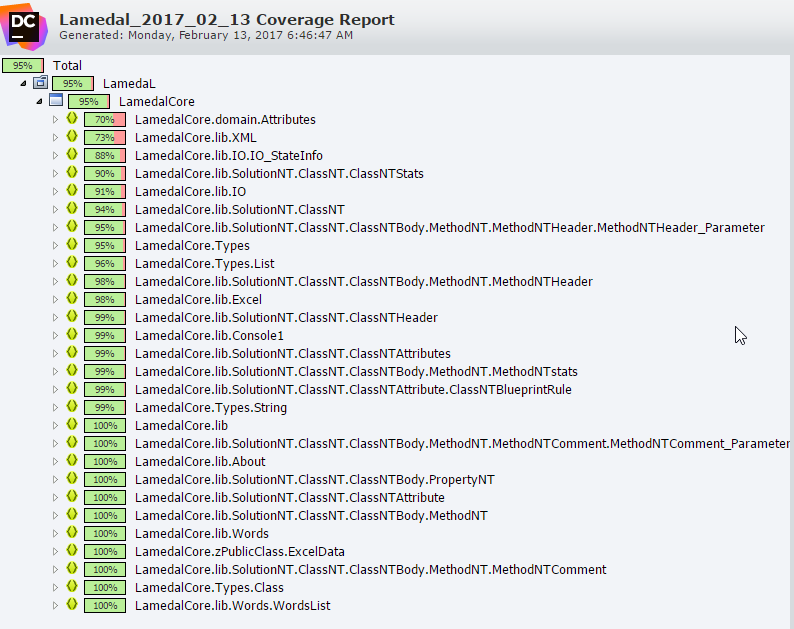 DC
Lamedal_2017_02_13 Coverage Report
Generated: Monday, February 13, 2017 6:46:47 AM
95% Total
95% LamedaL
95% LamedalCore
70% LamedalCore.domain.Attributes
73% LamedalCore.lib.XML
88% LamedalCore.lib.IO.IO_StateInfo
90% LamedalCore.lib.SolutionNT.ClassNT.ClassNTStats
91% LamedalCore.lib.IO
94% LamedalCore.lib.SolutionNT.ClassNT
95% LamedalCore.lib.SolutionNT.ClassNT.ClassNTBody.MethodNT.MethodNTHeader.MethodNTHeader_Parameter
95% LamedalCore.Types
96% LamedalCore.Types.List
98% LamedalCore.lib.SolutionNT.ClassNT.ClassNTBody.MethodNT.MethodNTHeader
98% LamedalCore.lib.Excel
99% LamedalCore.lib.SolutionNT.ClassNT.ClassNTHeader
99% LamedalCore.lib.Console1
99% LamedalCore.lib.SolutionNT.ClassNT.ClassNTAttributes
99% LamedalCore.lib.SolutionNT.ClassNT.ClassNTBody.MethodNT.MethodNTstats
99% LamedalCore.lib.SolutionNT.ClassNT.ClassNTAttribute.ClassNTBlueprintRule
99% LamedalCore.Types.String
100% LamedalCore.lib
100% LamedalCore.lib.SolutionNT.ClassNT.ClassNTBody.MethodNT.MethodNTComment.MethodNTComment_Parameter
100% LamedalCore.lib.About
100% LamedalCore.lib.SolutionNT.ClassNT.ClassNTBody.PropertyNT
100% LamedalCore.lib.SolutionNT.ClassNT.ClassNTAttribute
100% LamedalCore.lib.SolutionNT.ClassNT.ClassNTBody.MethodNT
100% LamedalCore.lib.Words
100% LamedalCore.zPublicClass.ExcelData
100% LamedalCore.lib.SolutionNT.ClassNT.ClassNTBody.MethodNT.MethodNTComment
100% LamedalCore.Types.Class
100% LamedalCore.lib.Words.WordsList